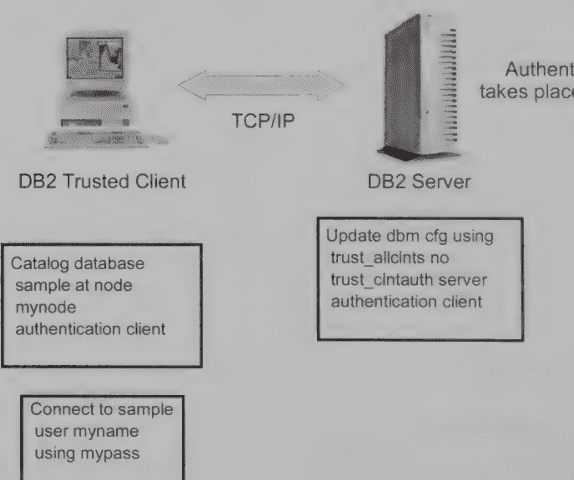 Authent
takes place
TCP/IP
DB2 Trusted Client
DB2 Server
Catalog database
sample at node
mynode
authentication client
Update dbm cfg using
trust_allclnts no
trust_clntauth server
authentication client
Connect to sample
user myname
using mypass